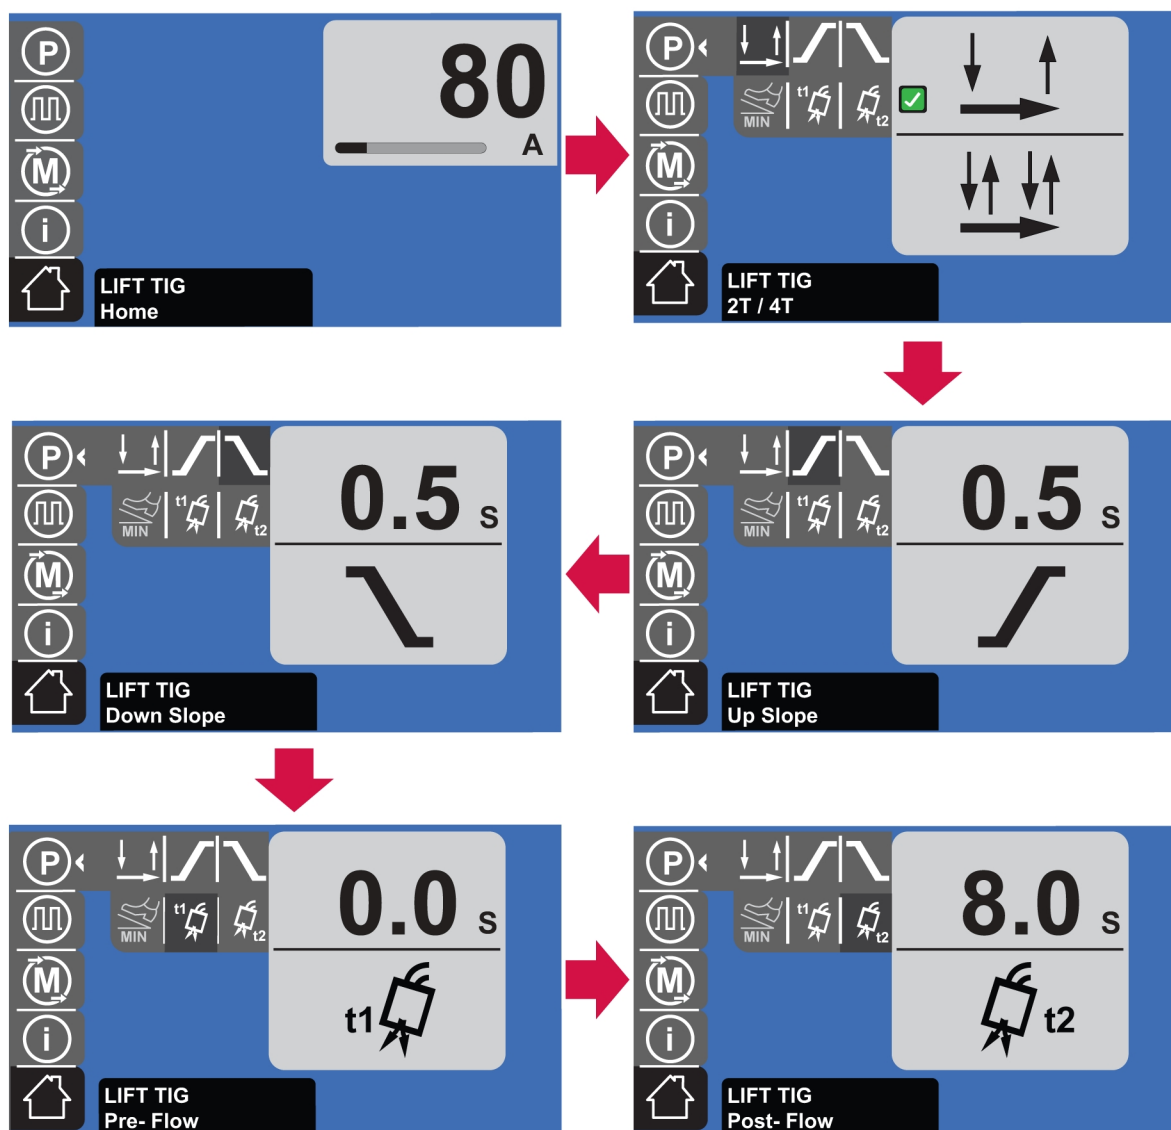 P
80
A
M
i
LIFT TIG
Home
P
MIN
t1
t2
M
i
LIFT TIG
2T / 4T
P
MIN
t1
t2
0.5 s
M
i
LIFT TIG
Down Slope
P
MIN
t1
t2
0.5 s
M
i
LIFT TIG
Up Slope
P
MIN
t1
t2
0.0 s
M
t1
i
LIFT TIG
Pre- Flow
P
MIN
t1
t2
8.0 s
M
t2
i
LIFT TIG
Post- Flow